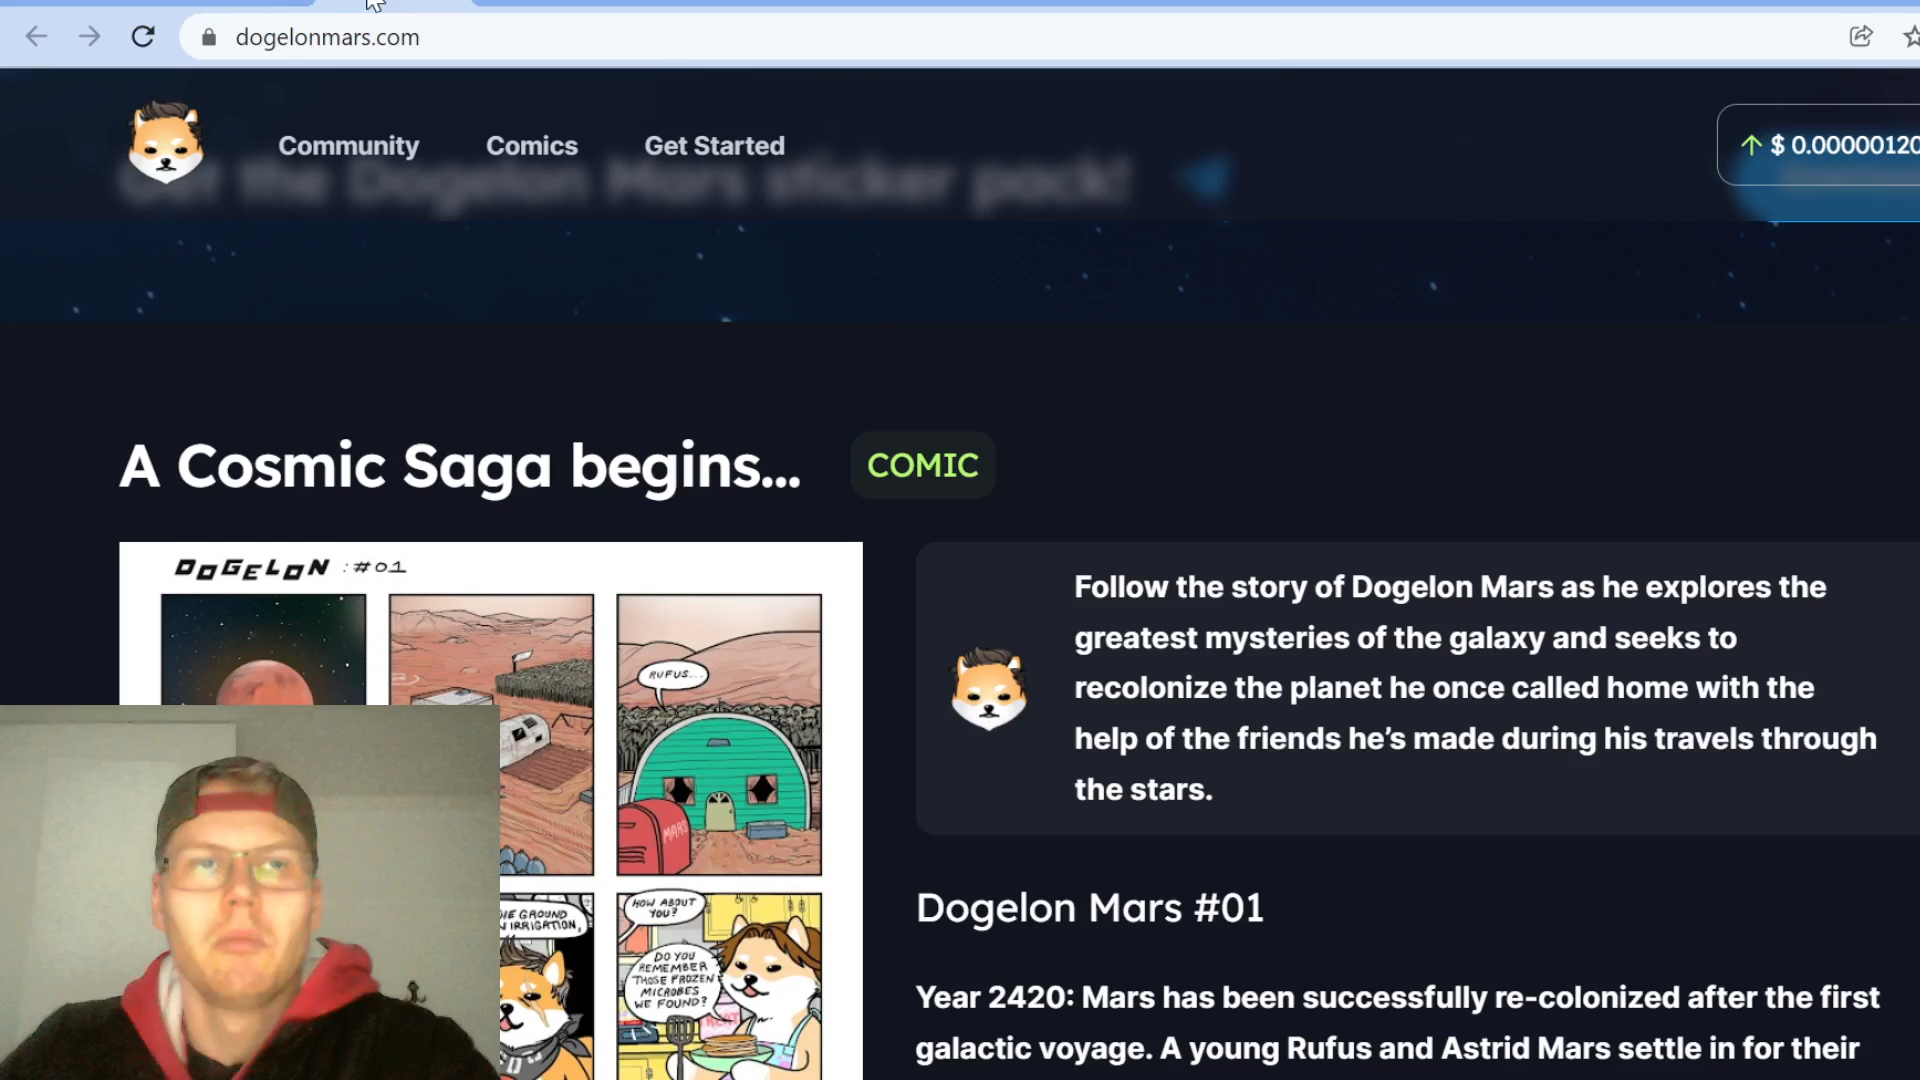 dogelonmars.com
Community Comics Get Started
↑ $ 0.00000120
Get the Dogelon Mars sticker pack!
A Cosmic Saga begins... COMIC
DOGELON :#01
RUFUS...
MARS
Follow the story of Dogelon Mars as he explores the
greatest mysteries of the galaxy and seeks to
recolonize the planet he once called home with the
help of the friends he’s made during his travels through
the stars.
Dogelon Mars #01
GROUND
IRRIGATION,
HOW ABOUT
YOU?
DO YOU
REMEMBER
THOSE FROZEN
MICROBES
WE FOUND?
Year 2420: Mars has been successfully re-colonized after the first
galactic voyage. A young Rufus and Astrid Mars settle in for their